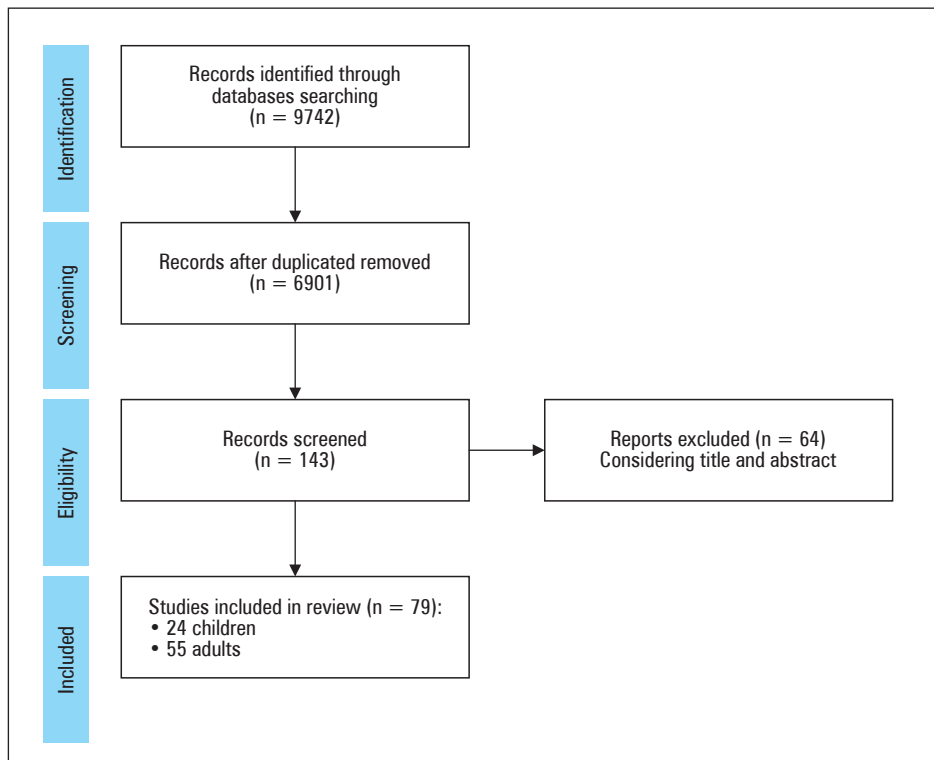 Identification
Records identified through
databases searching
(n = 9742)
Screening
Records after duplicated removed
(n = 6901)
Eligibility
Records screened
(n = 143)
Reports excluded (n = 64)
Considering title and abstract
Included
Studies included in review (n = 79):
• 24 children
• 55 adults